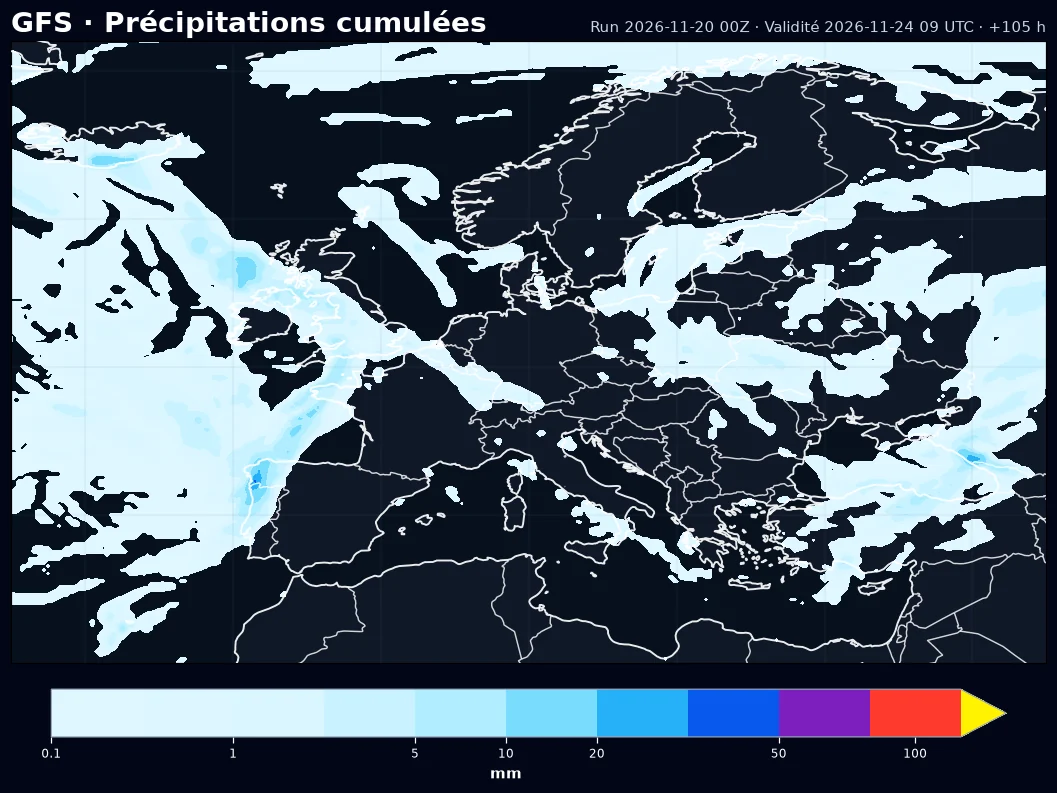 GFS · Précipitations cumulées
Run 2026-11-20 00Z · Validité 2026-11-24 09 UTC · +105 h
0.1 1 5 10 20 50 100
mm